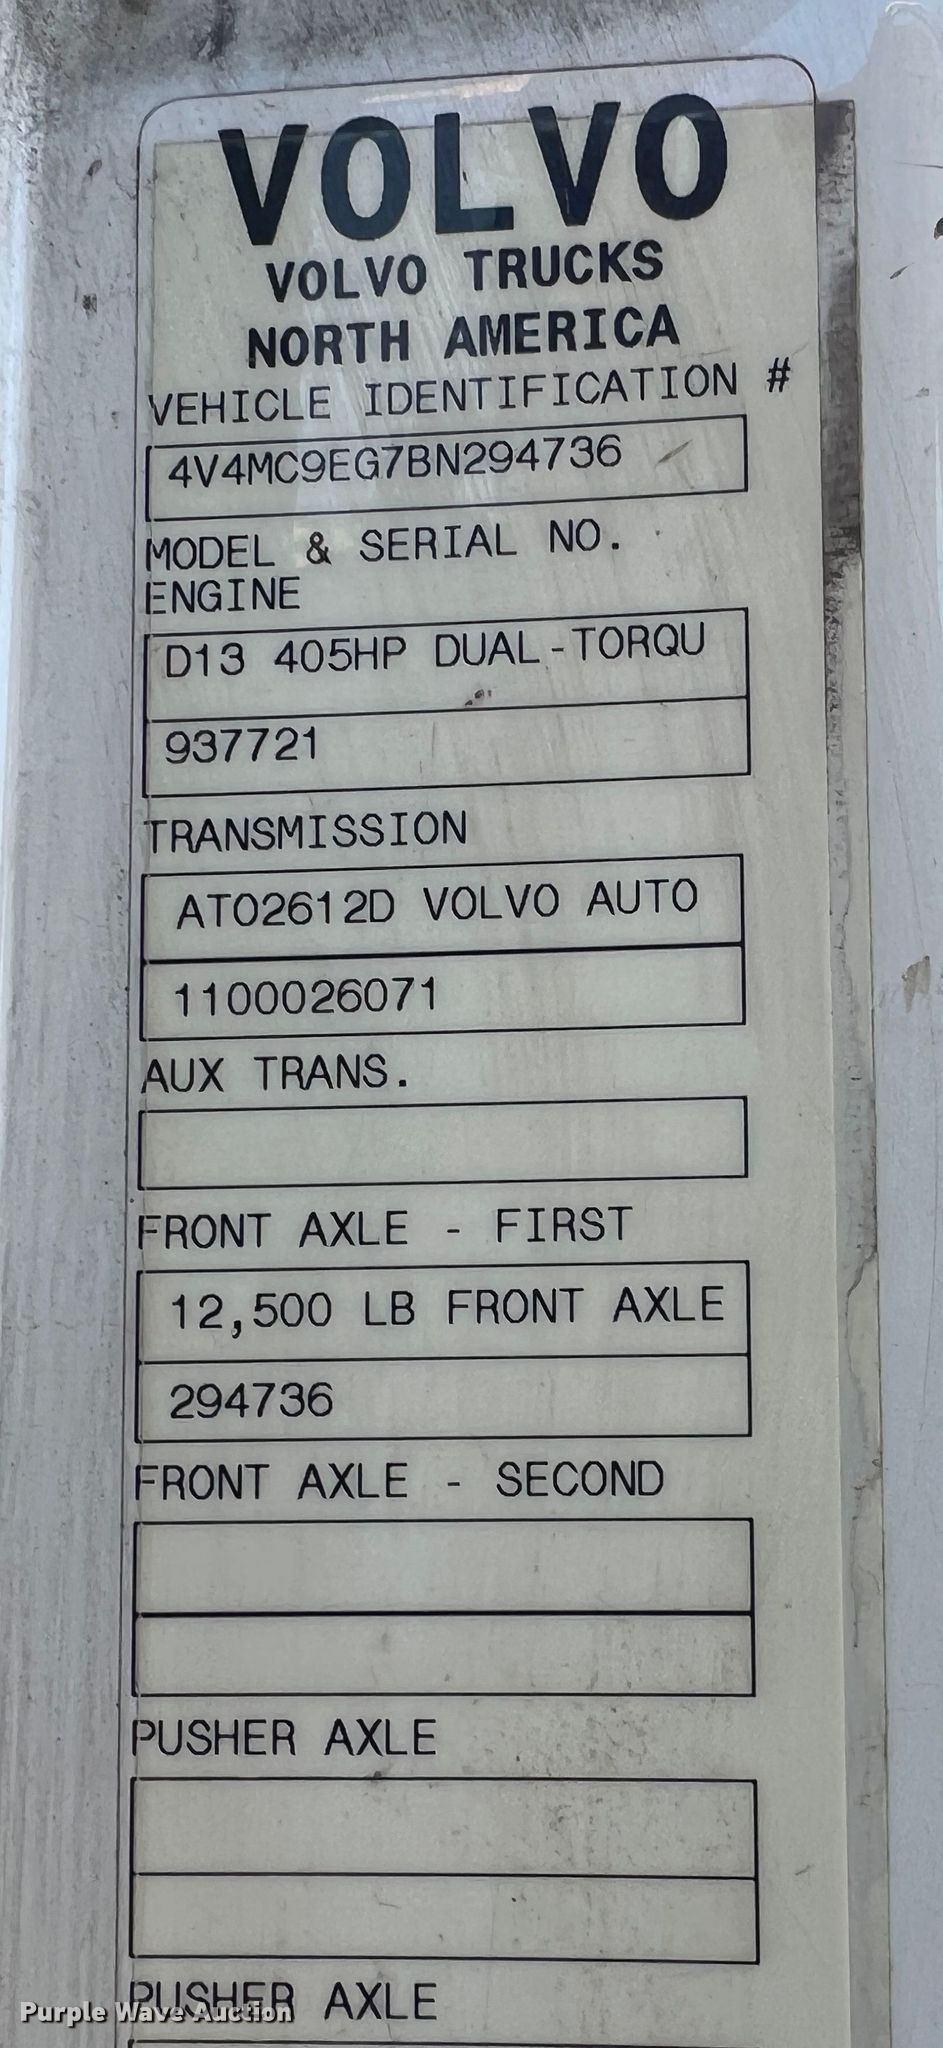 VOLVO
VOLVO TRUCKS
NORTH AMERICA
VEHICLE IDENTIFICATION #
4V4MC9EG7BN294736
MODEL & SERIAL NO.
ENGINE
D13 405HP DUAL-TORQU
937721
TRANSMISSION
ATO2612D VOLVO AUTO
1100026071
AUX TRANS.
FRONT AXLE - FIRST
12,500 LB FRONT AXLE
294736
FRONT AXLE - SECOND
PUSHER AXLE
PUSHER AXLE
Purple Wave Auction